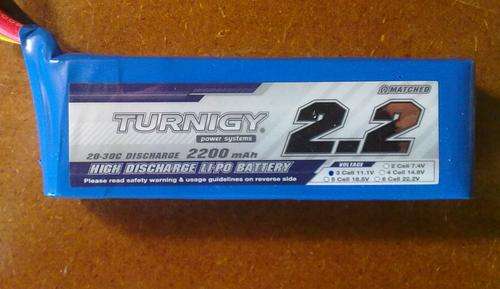 Ω MATCHED
TURNIGY®
power systems
2.2
20-30C DISCHARGE 2200 mAh
HIGH DISCHARGE LI-PO BATTERY
Please read safety warning & usage guidelines on reverse side
VOLTAGE
2 Cell 7.4V
3 Cell 11.1V 4 Cell 14.8V
5 Cell 18.5V 6 Cell 22.2V